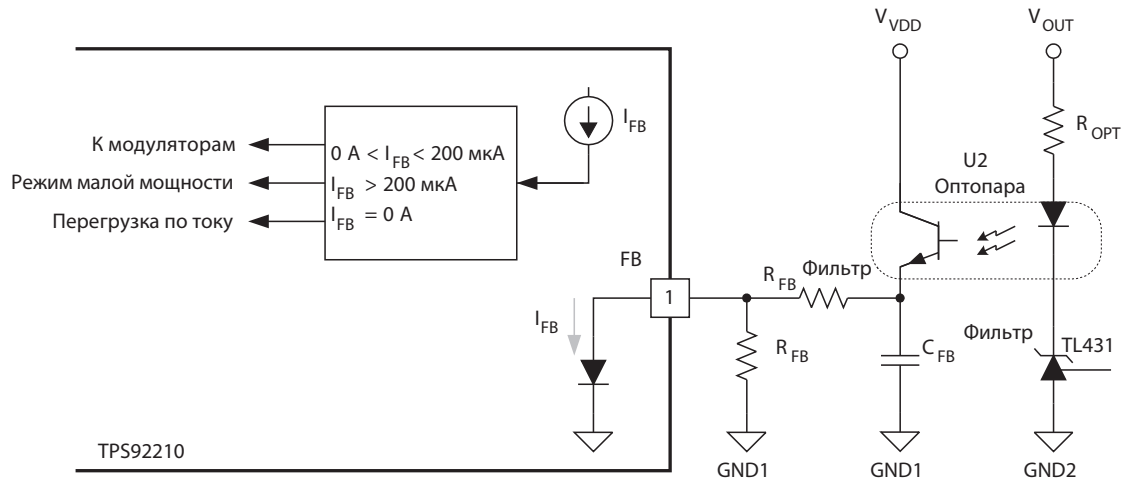 V_VDD
V_OUT
I_FB
R_OPT
К модуляторам
0 А < I_FB < 200 мкА
Режим малой мощности
I_FB > 200 мкА
Перегрузка по току
I_FB = 0 А
U2
Оптопара
FB
1
R_FB Фильтр
I_FB
R_FB
C_FB
Фильтр
TL431
TPS92210
GND1
GND1
GND2